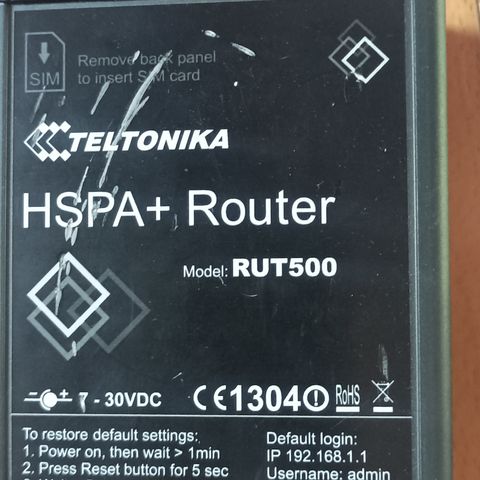 Remove back panel
to insert SIM card
SIM
TELTONIKA
HSPA+ Router
Model: RUT500
7 - 30VDC CE1304 RoHS
To restore default settings:
1. Power on, then wait > 1min
2. Press Reset button for 5 sec
Default login:
IP 192.168.1.1
Username: admin